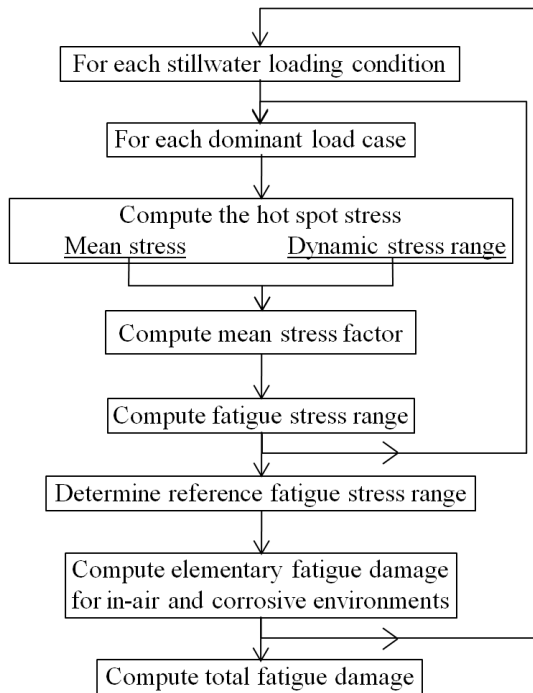 For each stillwater loading condition
For each dominant load case
Compute the hot spot stress
Mean stress Dynamic stress range
Compute mean stress factor
Compute fatigue stress range
Determine reference fatigue stress range
Compute elementary fatigue damage
for in-air and corrosive environments
Compute total fatigue damage